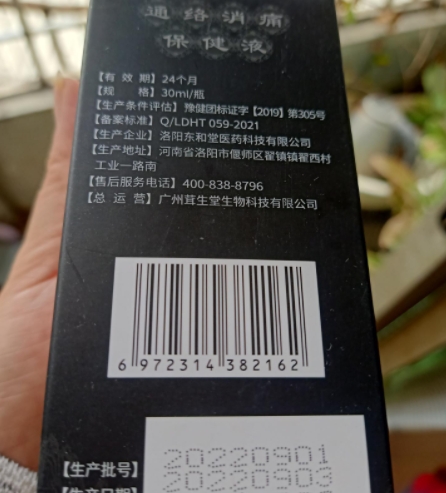 通络消痛
保健液
【有 效 期】24个月
【规 格】30ml/瓶
【生产条件评估】豫健团标证字【2019】第305号
【备案标准】Q/LDHT 059-2021
【生产企业】洛阳东和堂医药科技有限公司
【生产地址】河南省洛阳市偃师区翟镇镇翟西村
工业一路南
【售后服务电话】400-838-8796
【总 运 营】广州茸生堂生物科技有限公司
6 972314 382162
【生产批号】20220901
【生产日期】20220903